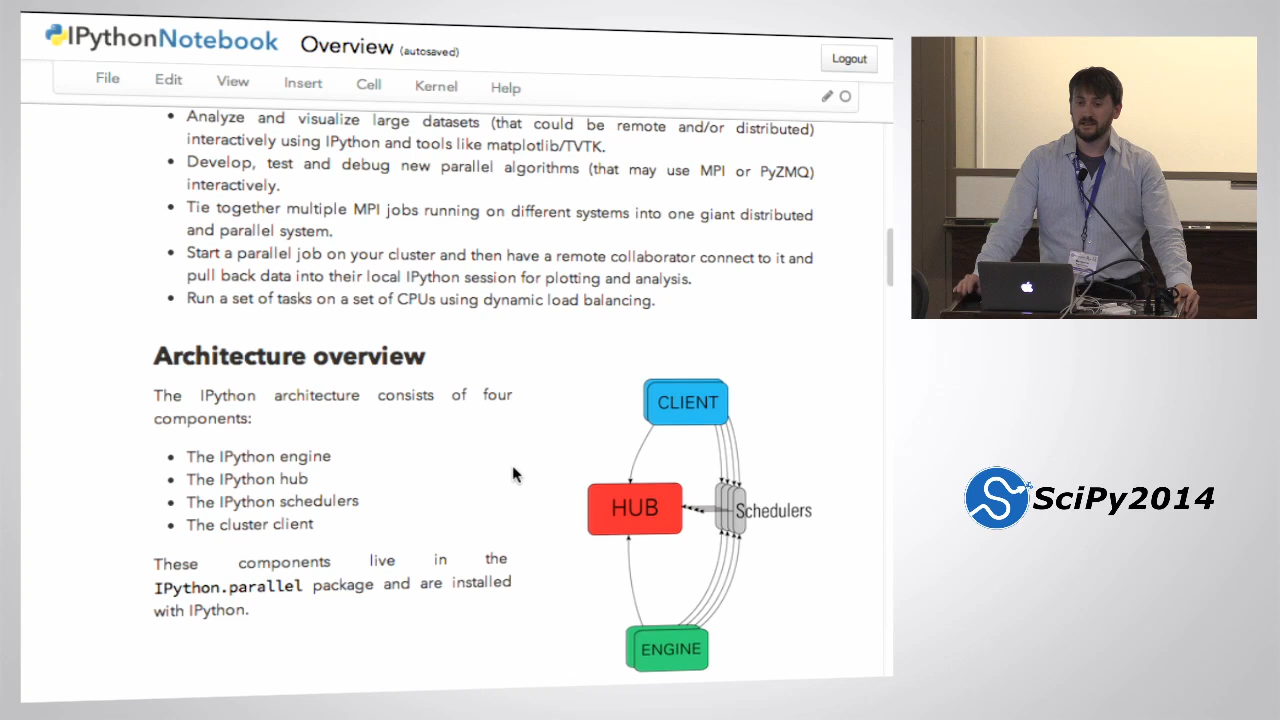 IPythonNotebook Overview (autosaved)
Logout
File Edit View Insert Cell Kernel Help
• Analyze and visualize large datasets (that could be remote and/or distributed)
interactively using IPython and tools like matplotlib/TVTK.
• Develop, test and debug new parallel algorithms (that may use MPI or PyZMQ)
interactively.
• Tie together multiple MPI jobs running on different systems into one giant distributed
and parallel system.
• Start a parallel job on your cluster and then have a remote collaborator connect to it and
pull back data into their local IPython session for plotting and analysis.
• Run a set of tasks on a set of CPUs using dynamic load balancing.
Architecture overview
The IPython architecture consists of four
components:
• The IPython engine
• The IPython hub
• The IPython schedulers
• The cluster client
These components live in the
IPython.parallel package and are installed
with IPython.
CLIENT
HUB
Schedulers
ENGINE
SciPy2014